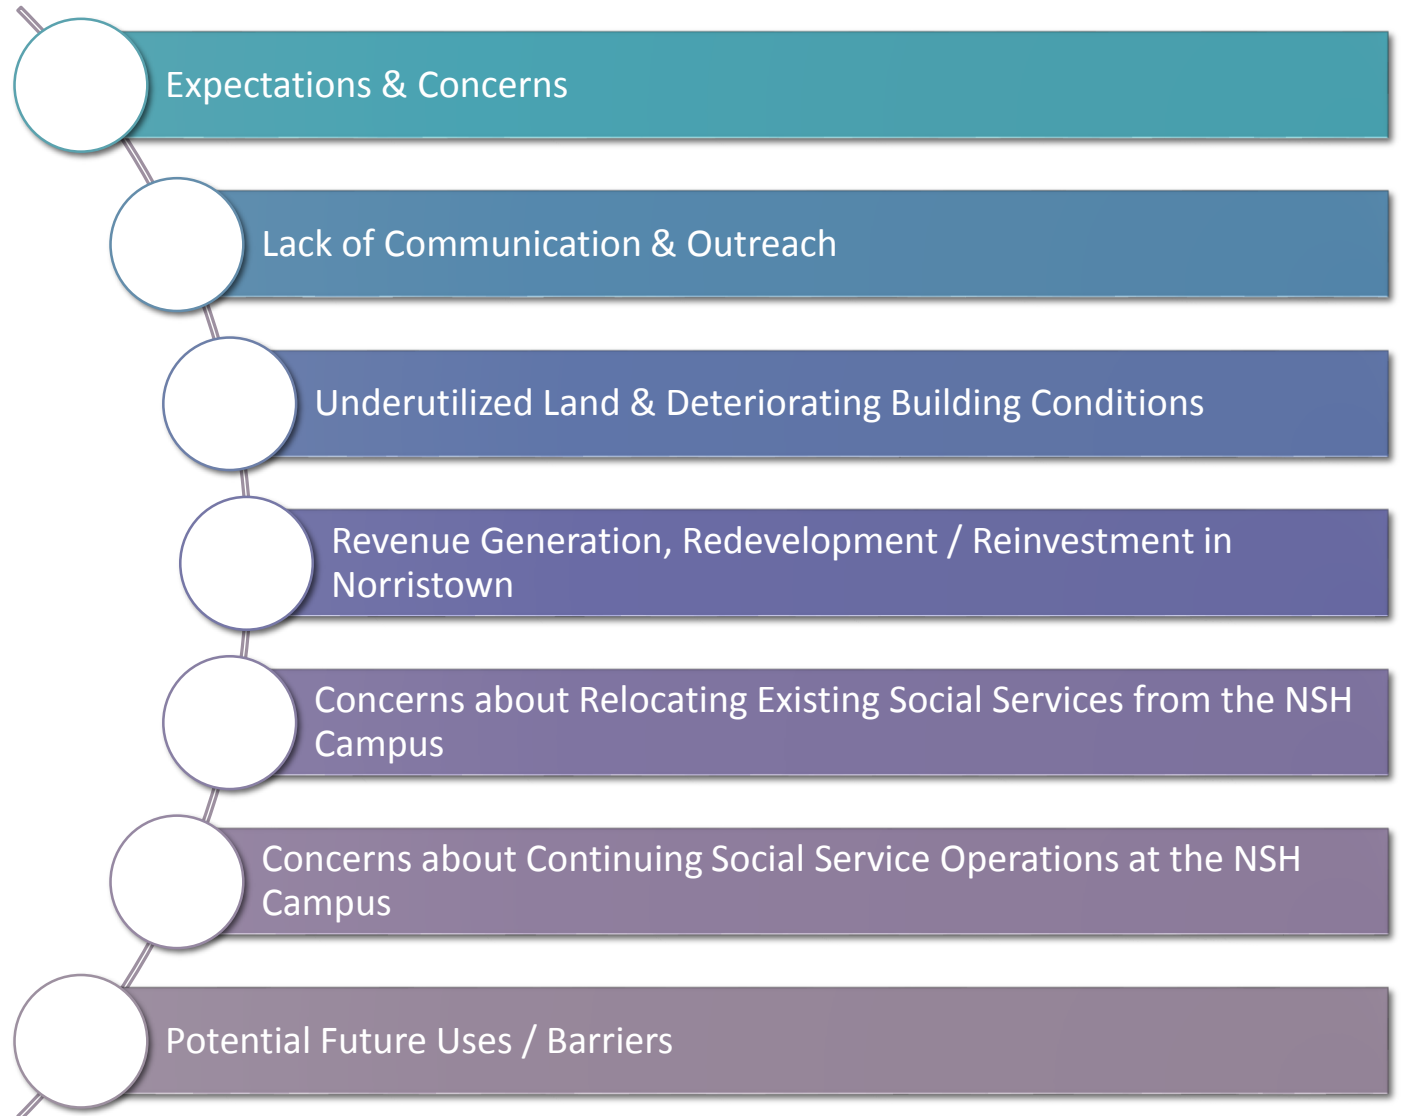 Expectations & Concerns
Lack of Communication & Outreach
Underutilized Land & Deteriorating Building Conditions
Revenue Generation, Redevelopment / Reinvestment in
Norristown
Concerns about Relocating Existing Social Services from the NSH
Campus
Concerns about Continuing Social Service Operations at the NSH
Campus
Potential Future Uses / Barriers